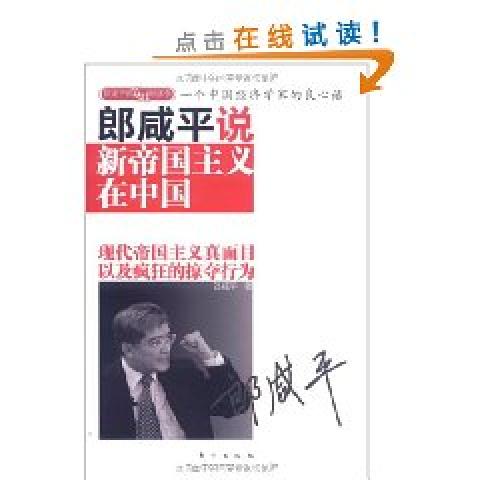 点击在线试读!
一个中国经济学家的良心话
郎咸平说
新帝国主义
在中国
现代帝国主义真面目
以及疯狂的掠夺行为
郎咸平